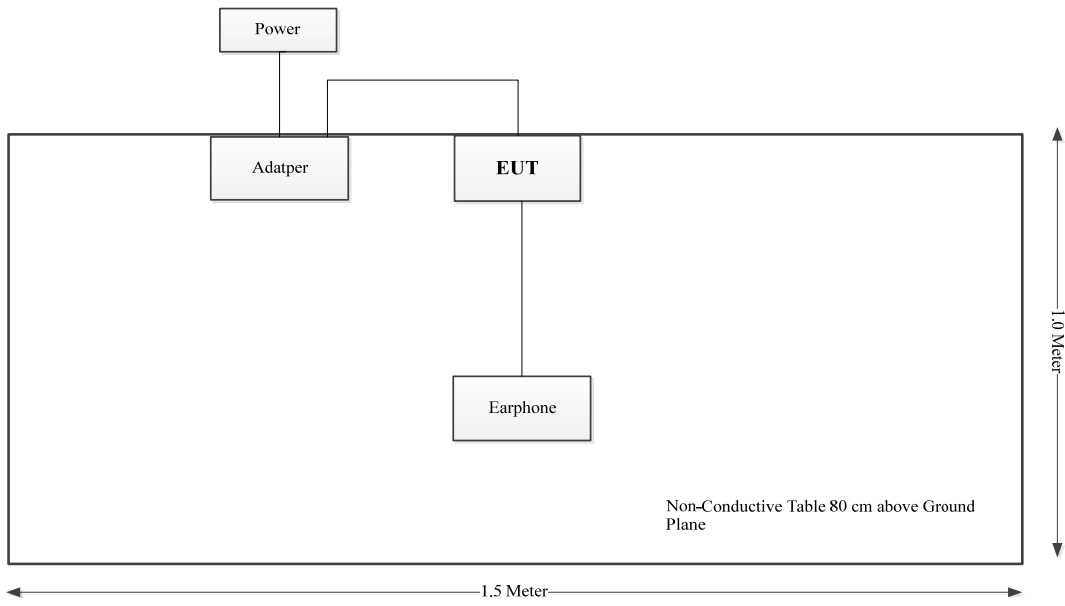 Power
Adatper
EUT
Earphone
Non-Conductive Table 80 cm above Ground
Plane
1.0 Meter
1.5 Meter